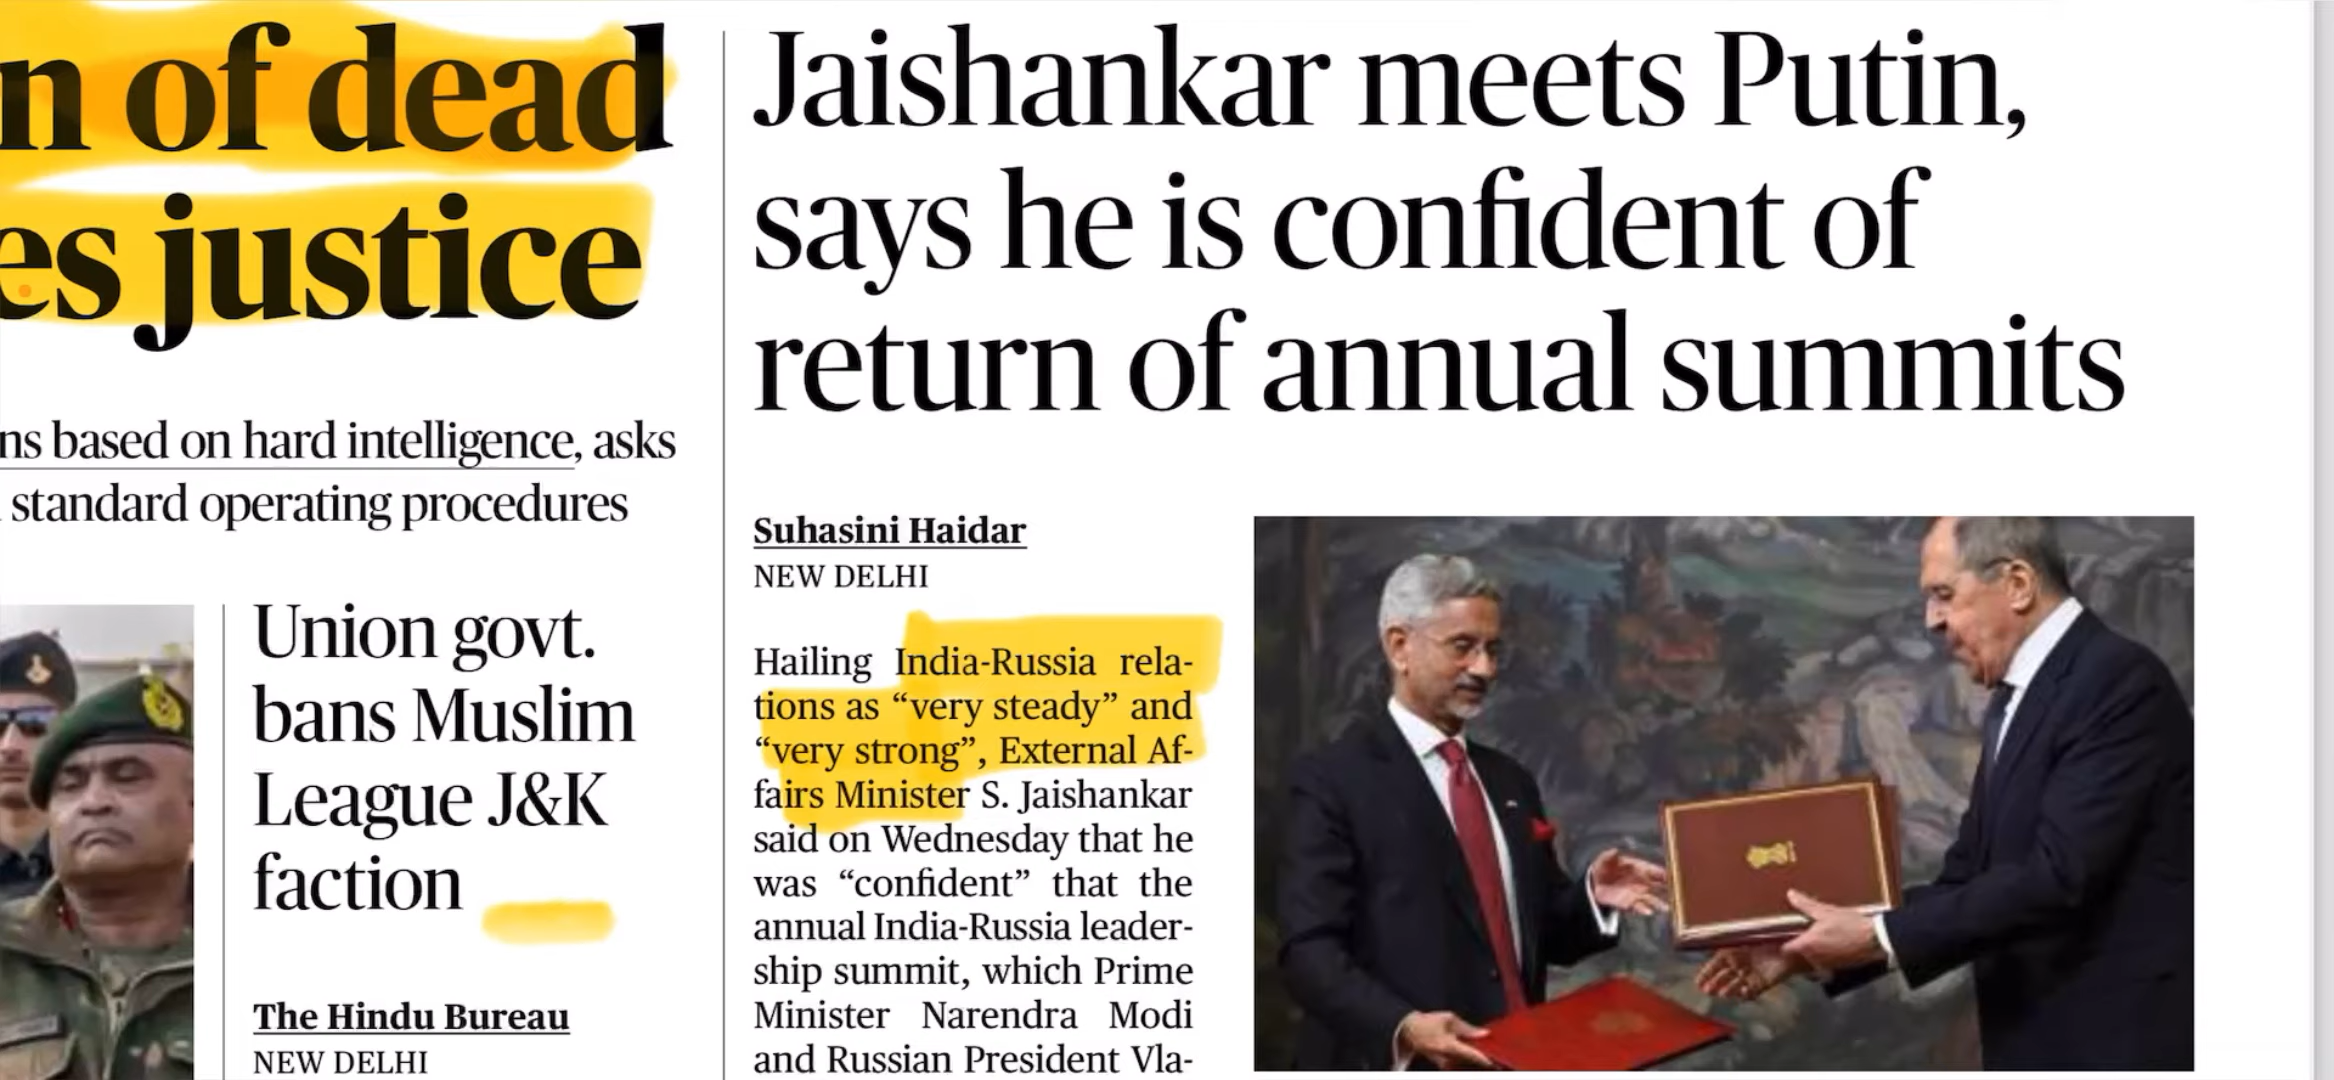 n of dead
es justice
ns based on hard intelligence, asks
standard operating procedures
Union govt.
bans Muslim
League J&K
faction
The Hindu Bureau
NEW DELHI
Jaishankar meets Putin,
says he is confident of
return of annual summits
Suhasini Haidar
NEW DELHI
Hailing India-Russia rela-
tions as “very steady” and
“very strong”, External Af-
fairs Minister S. Jaishankar
said on Wednesday that he
was “confident” that the
annual India-Russia leader-
ship summit, which Prime
Minister Narendra Modi
and Russian President Vla-